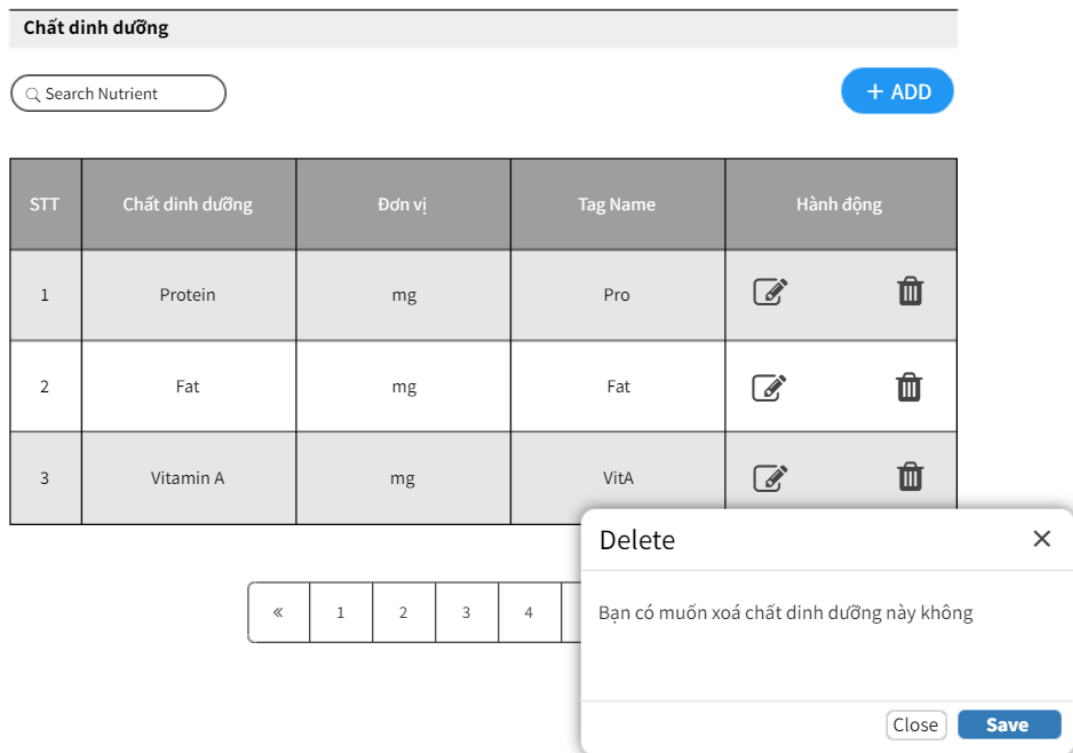 Chất dinh dưỡng
Search Nutrient
+ ADD
STT Chất dinh dưỡng Đơn vị Tag Name Hành động
1 Protein mg Pro
2 Fat mg Fat
3 Vitamin A mg VitA
Delete ×
« 1 2 3 4
Bạn có muốn xoá chất dinh dưỡng này không
Close Save